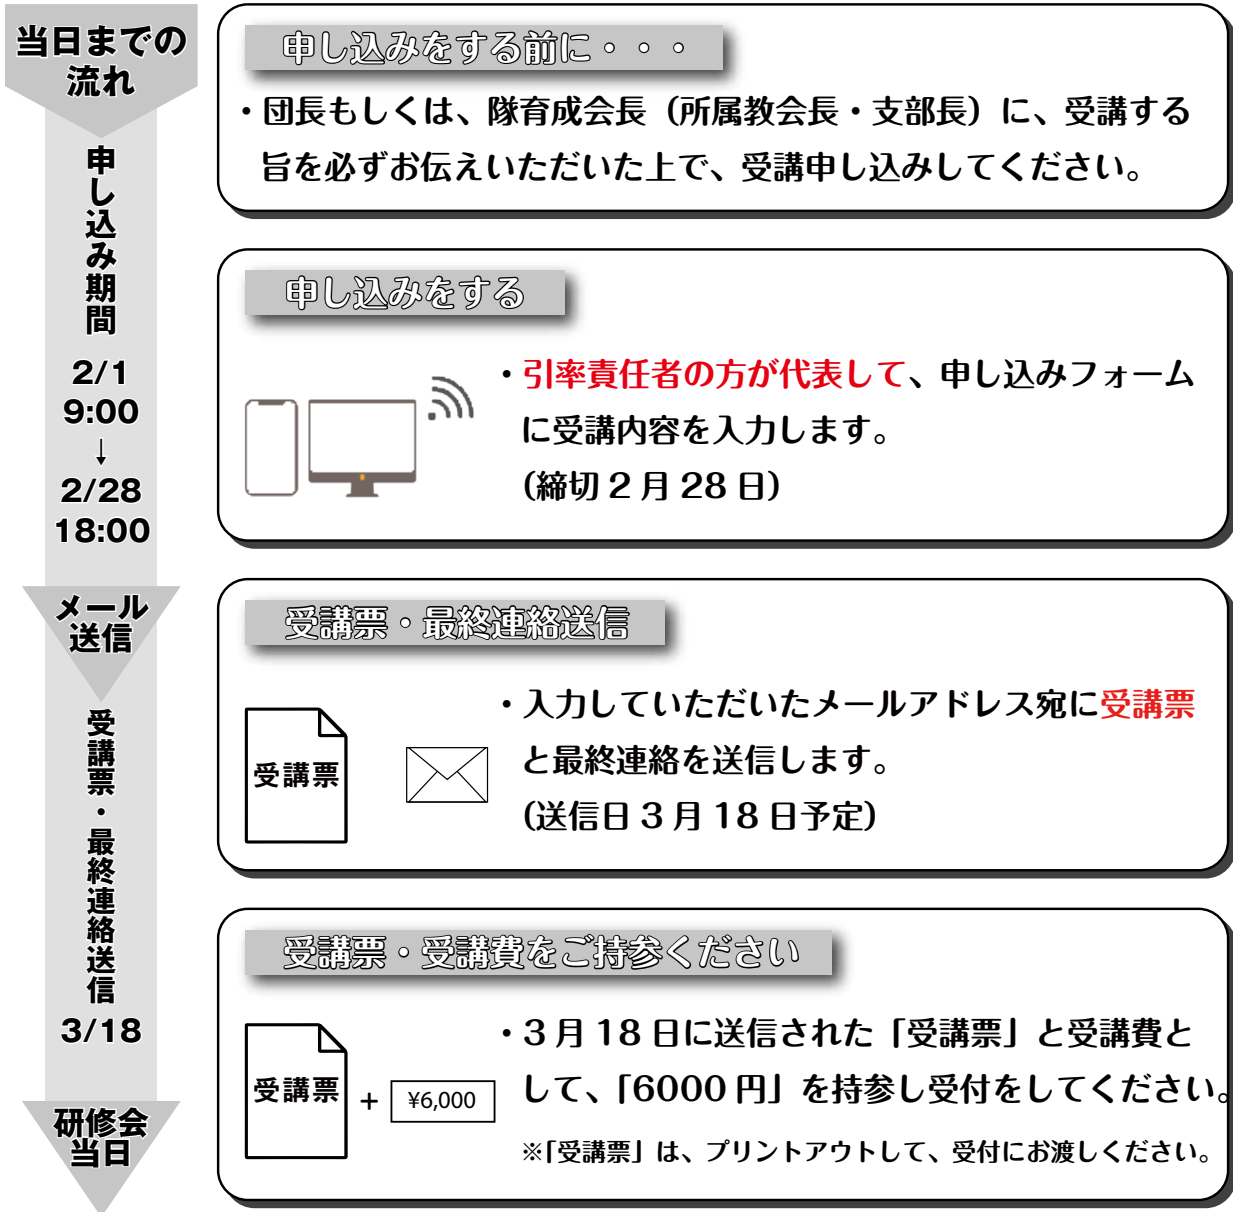 当日までの
流れ
申し込み期間
2/1
9:00
↓
2/28
18:00
メール
送信
受講票・最終連絡送信
3/18
研修会
当日
申し込みをする前に・・・
・団長もしくは、隊育成会長（所属教会長・支部長）に、受講する
旨を必ずお伝えいただいた上で、受講申し込みしてください。
申し込みをする
・引率責任者の方が代表して、申し込みフォーム
に受講内容を入力します。
（締切２月 28 日）
受講票・最終連絡送信
受講票
・入力していただいたメールアドレス宛に受講票
と最終連絡を送信します。
（送信日３月 18 日予定）
受講票・受講費をご持参ください
受講票
+
¥6,000
・３月 18 日に送信された「受講票」と受講費と
して、「6000 円」を持参し受付をしてください。
※「受講票」は、プリントアウトして、受付にお渡しください。